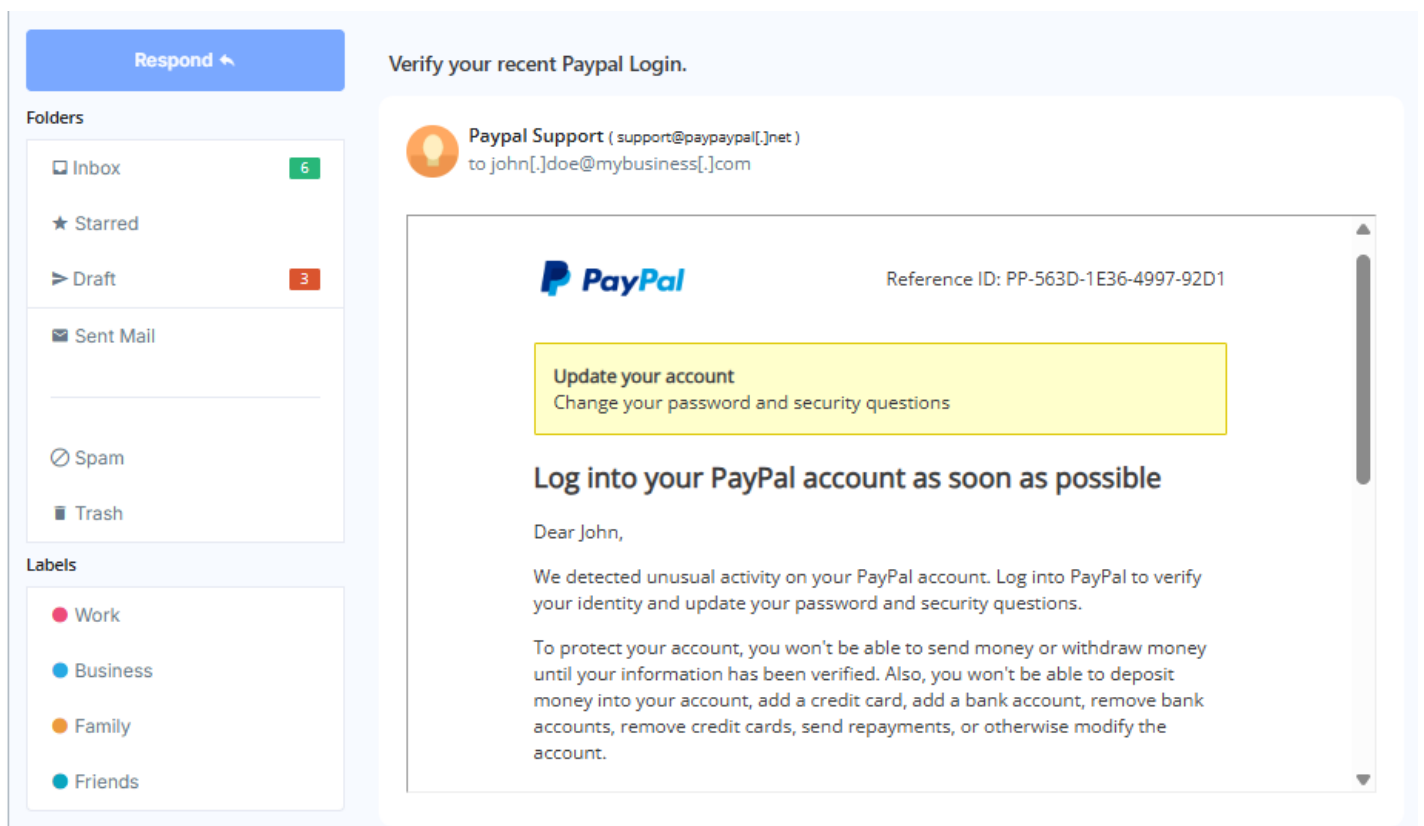 Respond
Folders
Inbox 6
Starred
Draft 3
Sent Mail
Spam
Trash
Labels
Work
Business
Family
Friends
Verify your recent Paypal Login.
Paypal Support ( support@paypaypal[.]net )
to john[.]doe@mybusiness[.]com
PayPal
Reference ID: PP-563D-1E36-4997-92D1
Update your account
Change your password and security questions
Log into your PayPal account as soon as possible
Dear John,
We detected unusual activity on your PayPal account. Log into PayPal to verify
your identity and update your password and security questions.
To protect your account, you won't be able to send money or withdraw money
until your information has been verified. Also, you won't be able to deposit
money into your account, add a credit card, add a bank account, remove bank
accounts, remove credit cards, send repayments, or otherwise modify the
account.